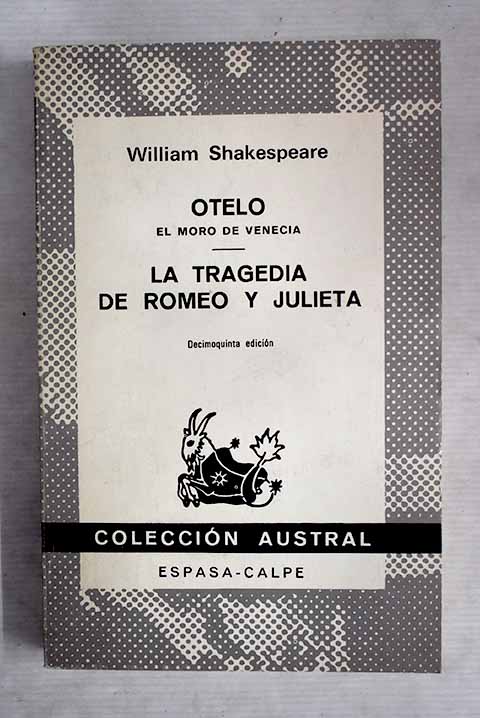 William Shakespeare
OTELO
EL MORO DE VENECIA
LA TRAGEDIA
DE ROMEO Y JULIETA
Decimoquinta edición
COLECCIÓN AUSTRAL
ESPASA-CALPE